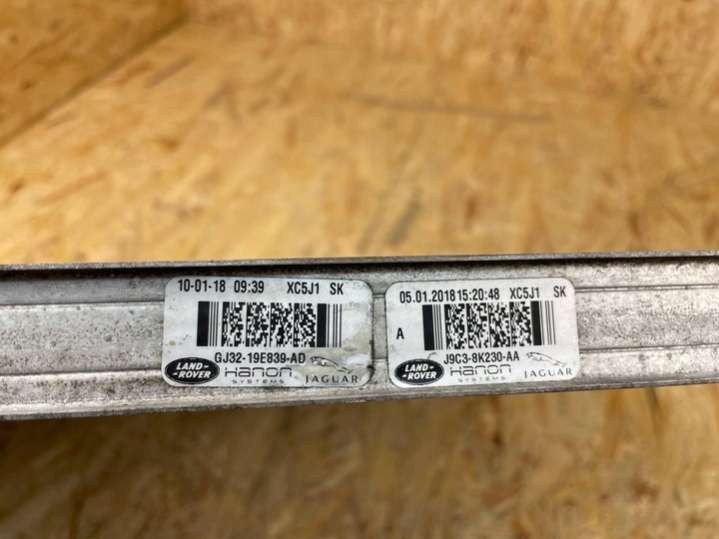 10-01-18 09:39 XC5J1 SK
GJ32-19E839-AD
LAND-
-ROVER
Hanon
SYSTEMS
JAGUAR
05.01.2018 15:20:48 XC5J1 SK
A
J9C3-8K230-AA
LAND-
-ROVER
Hanon
SYSTEMS
JAGUAR